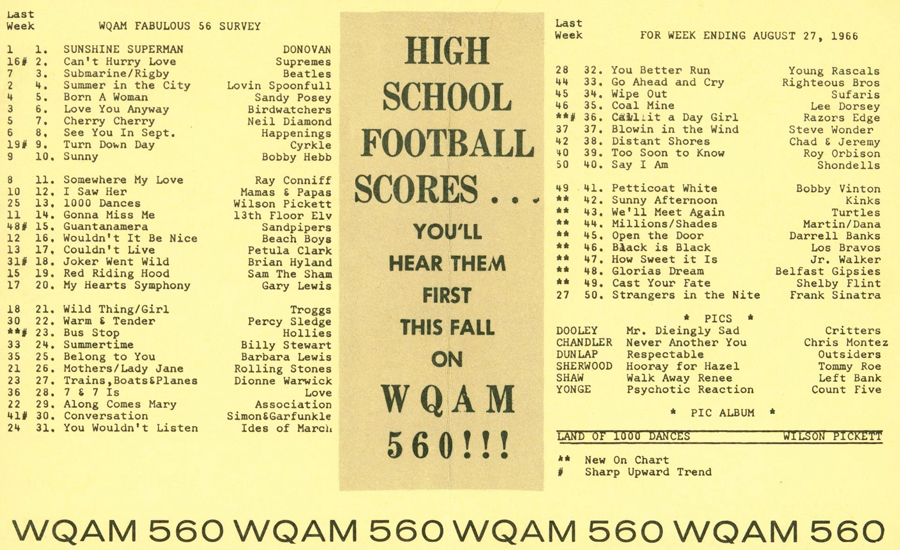 Last
Week WQAM FABULOUS 56 SURVEY
1 1. SUNSHINE SUPERMAN DONOVAN
16# 2. Can't Hurry Love Supremes
7 3. Submarine/Rigby Beatles
2 4. Summer in the City Lovin Spoonfull
4 5. Born A Woman Sandy Posey
3 6. Love You Anyway Birdwatchers
5 7. Cherry Cherry Neil Diamond
6 8. See You In Sept. Happenings
19# 9. Turn Down Day Cyrkle
9 10. Sunny Bobby Hebb
8 11. Somewhere My Love Ray Conniff
10 12. I Saw Her Mamas & Papas
25 13. 1000 Dances Wilson Pickett
11 14. Gonna Miss Me 13th Floor Elv
48# 15. Guantanamera Sandpipers
12 16. Wouldn't It Be Nice Beach Boys
13 17. Couldn't Live Petula Clark
31# 18. Joker Went Wild Brian Hyland
15 19. Red Riding Hood Sam The Sham
17 20. My Hearts Symphony Gary Lewis
18 21. Wild Thing/Girl Troggs
30 22. Warm & Tender Percy Sledge
**# 23. Bus Stop Hollies
33 24. Summertime Billy Stewart
35 25. Belong to You Barbara Lewis
21 26. Mothers/Lady Jane Rolling Stones
23 27. Trains,Boats&Planes Dionne Warwick
36 28. 7 & 7 Is Love
22 29. Along Comes Mary Association
41# 30. Conversation Simon&Garfunkle
24 31. You Wouldn't Listen Ides of March
HIGH
SCHOOL
FOOTBALL
SCORES . . .
YOU'LL
HEAR THEM
FIRST
THIS FALL
ON
WQAM
560!!!
Last
Week FOR WEEK ENDING AUGUST 27, 1966
28 32. You Better Run Young Rascals
44 33. Go Ahead and Cry Righteous Bros
45 34. Wipe Out Sufaris
46 35. Coal Mine Lee Dorsey
**# 36. Call it a Day Girl Razors Edge
37 37. Blowin in the Wind Steve Wonder
42 38. Distant Shores Chad & Jeremy
40 39. Too Soon to Know Roy Orbison
50 40. Say I Am Shondells
49 41. Petticoat White Bobby Vinton
** 42. Sunny Afternoon Kinks
** 43. We'll Meet Again Turtles
** 44. Millions/Shades Martin/Dana
** 45. Open the Door Darrell Banks
** 46. Black is Black Los Bravos
** 47. How Sweet it Is Jr. Walker
** 48. Glorias Dream Belfast Gipsies
** 49. Cast Your Fate Shelby Flint
27 50. Strangers in the Nite Frank Sinatra
* PICS *
DOOLEY Mr. Dieingly Sad Critters
CHANDLER Never Another You Chris Montez
DUNLAP Respectable Outsiders
SHERWOOD Hooray for Hazel Tommy Roe
SHAW Walk Away Renee Left Bank
YONGE Psychotic Reaction Count Five
* PIC ALBUM *
LAND OF 1000 DANCES WILSON PICKETT
** New On Chart
# Sharp Upward Trend
WQAM 560 WQAM 560 WQAM 560 WQAM 560